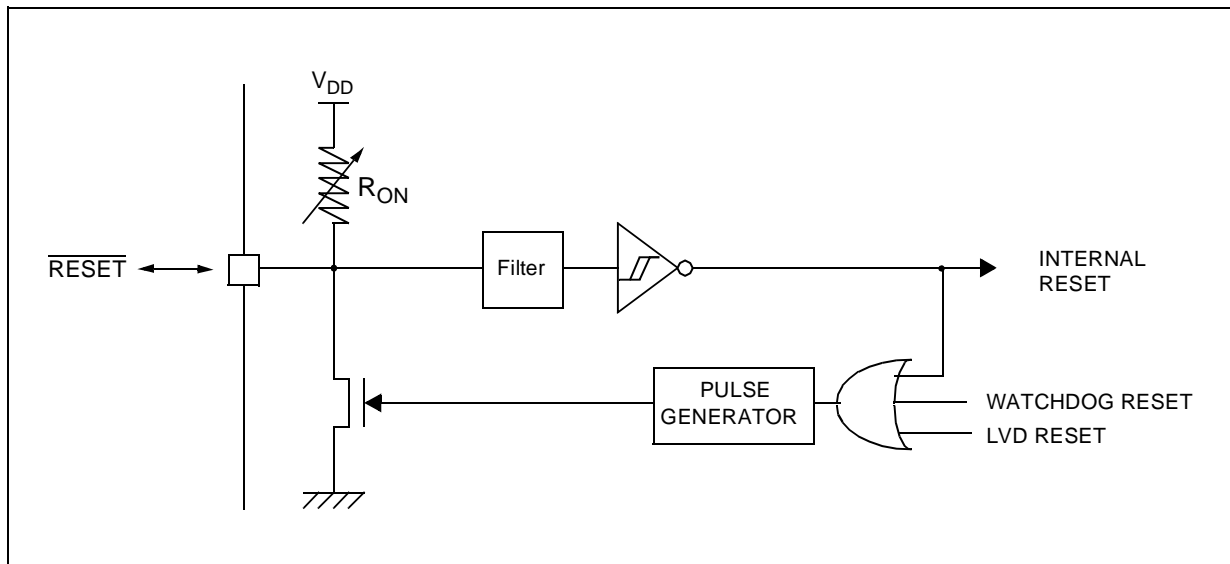 VDD
RON
RESET
Filter
INTERNAL
RESET
PULSE
GENERATOR
WATCHDOG RESET
LVD RESET